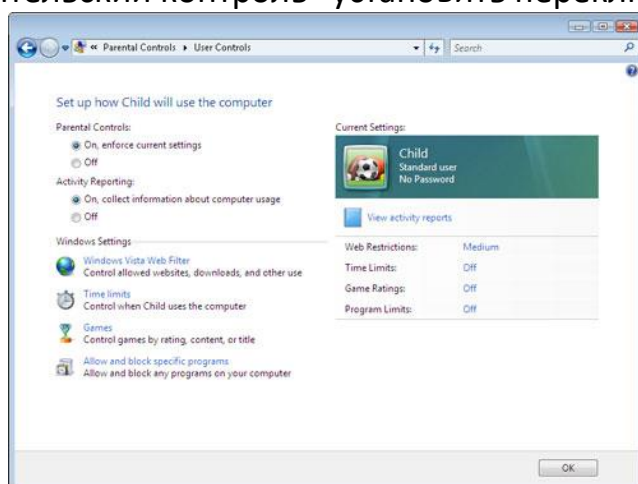 контроль
Parental Controls ▸ User Controls
Search
Set up how Child will use the computer
Parental Controls:
On, enforce current settings
Off
Activity Reporting:
On, collect information about computer usage
Off
Windows Settings
Windows Vista Web Filter
Control allowed websites, downloads, and other use
Time limits
Control when Child uses the computer
Games
Control games by rating, content, or title
Allow and block specific programs
Allow and block any programs on your computer
Current Settings:
Child
Standard user
No Password
View activity reports
Web Restrictions: Medium
Time Limits: Off
Game Ratings: Off
Program Limits: Off
OK